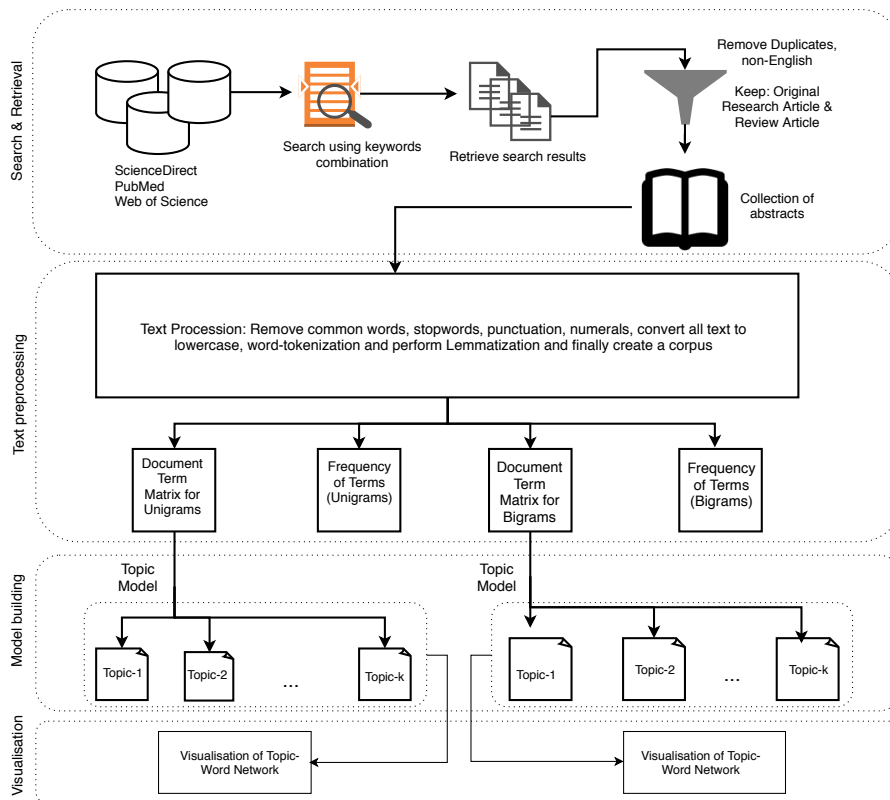 Search & Retrieval
ScienceDirect
PubMed
Web of Science
Search using keywords
combination
Retrieve search results
Remove Duplicates,
non-English
Keep: Original
Research Article &
Review Article
Collection of
abstracts
Text preprocessing
Text Procession: Remove common words, stopwords, punctuation, numerals, convert all text to
lowercase, word-tokenization and perform Lemmatization and finally create a corpus
Document
Term
Matrix for
Unigrams
Frequency
of Terms
(Unigrams)
Document
Term
Matrix for
Bigrams
Frequency
of Terms
(Bigrams)
Model building
Topic
Model
Topic-1
Topic-2
...
Topic-k
Topic
Model
Topic-1
Topic-2
...
Topic-k
Visualisation
Visualisation of Topic-
Word Network
Visualisation of Topic-
Word Network